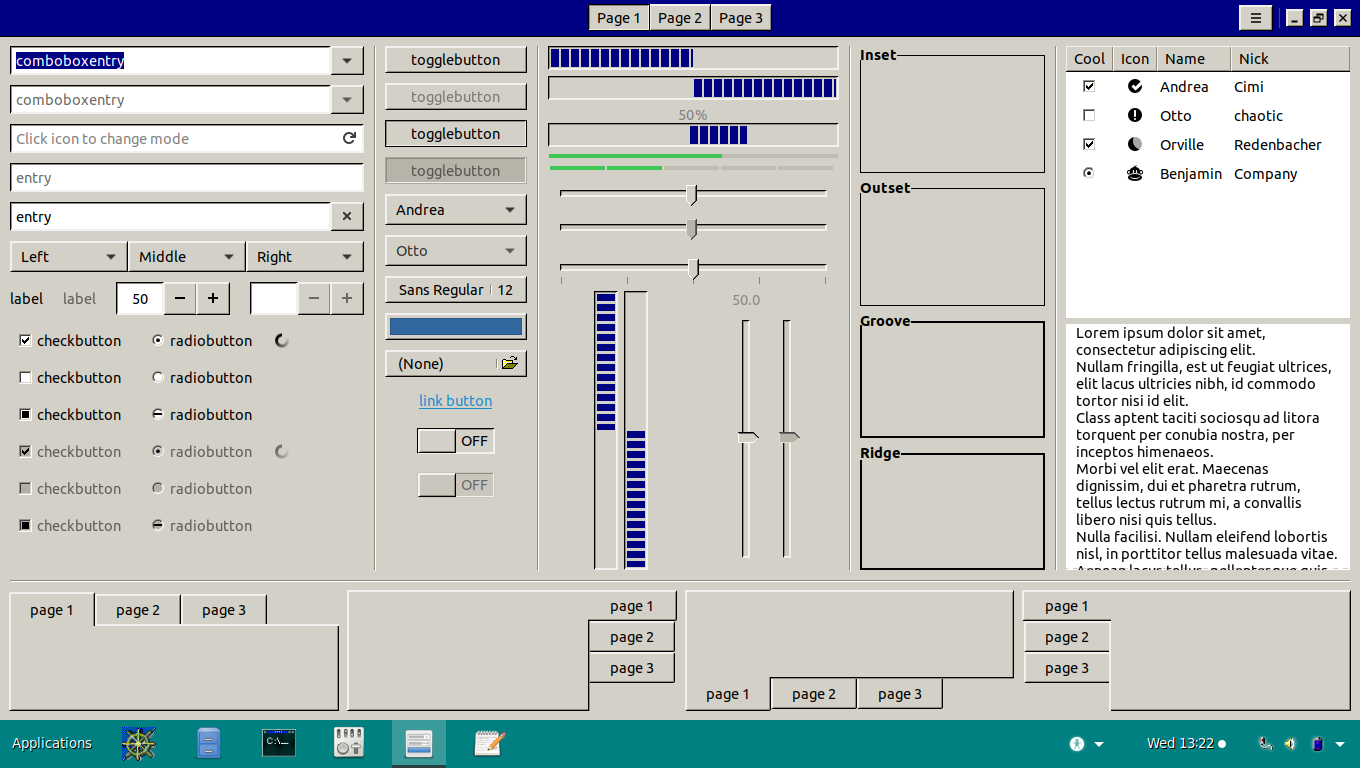 Page 1 Page 2 Page 3
comboboxentry
comboboxentry
Click icon to change mode
entry
entry
Left Middle Right
label label 50
checkbutton radiobutton
checkbutton radiobutton
checkbutton radiobutton
checkbutton radiobutton
checkbutton radiobutton
checkbutton radiobutton
togglebutton
togglebutton
togglebutton
togglebutton
Andrea
Otto
Sans Regular 12
(None)
link button
OFF
OFF
50%
50.0
Inset
Outset
Groove
Ridge
Cool Icon Name Nick
Andrea Cimi
Otto chaotic
Orville Redenbacher
Benjamin Company
Lorem ipsum dolor sit amet,
consectetur adipiscing elit.
Nullam fringilla, est ut feugiat ultrices,
elit lacus ultricies nibh, id commodo
tortor nisi id elit.
Class aptent taciti sociosqu ad litora
torquent per conubia nostra, per
inceptos himenaeos.
Morbi vel elit erat. Maecenas
dignissim, dui et pharetra rutrum,
tellus lectus rutrum mi, a convallis
libero nisi quis tellus.
Nulla facilisi. Nullam eleifend lobortis
nisl, in porttitor tellus malesuada vitae.
page 1 page 2 page 3
page 1
page 2
page 3
page 1 page 2 page 3
page 1
page 2
page 3
Applications C:\_ Wed 13:22